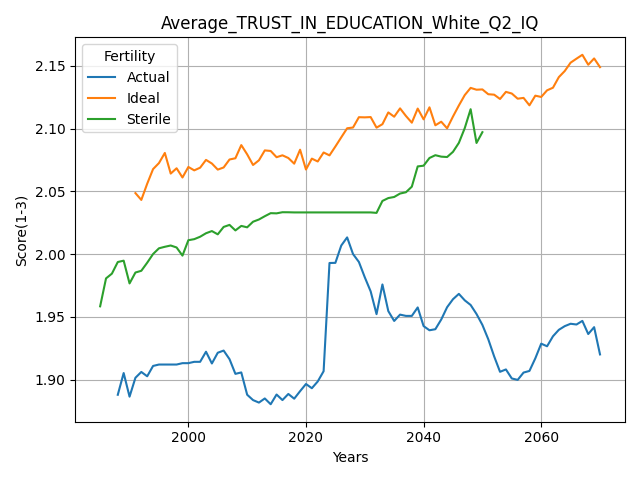 Average_TRUST_IN_EDUCATION_White_Q2_IQ
Fertility
Actual
Ideal
Sterile
Score(1-3)
2.15
2.10
2.05
2.00
1.95
1.90
2000
2020
2040
2060
Years